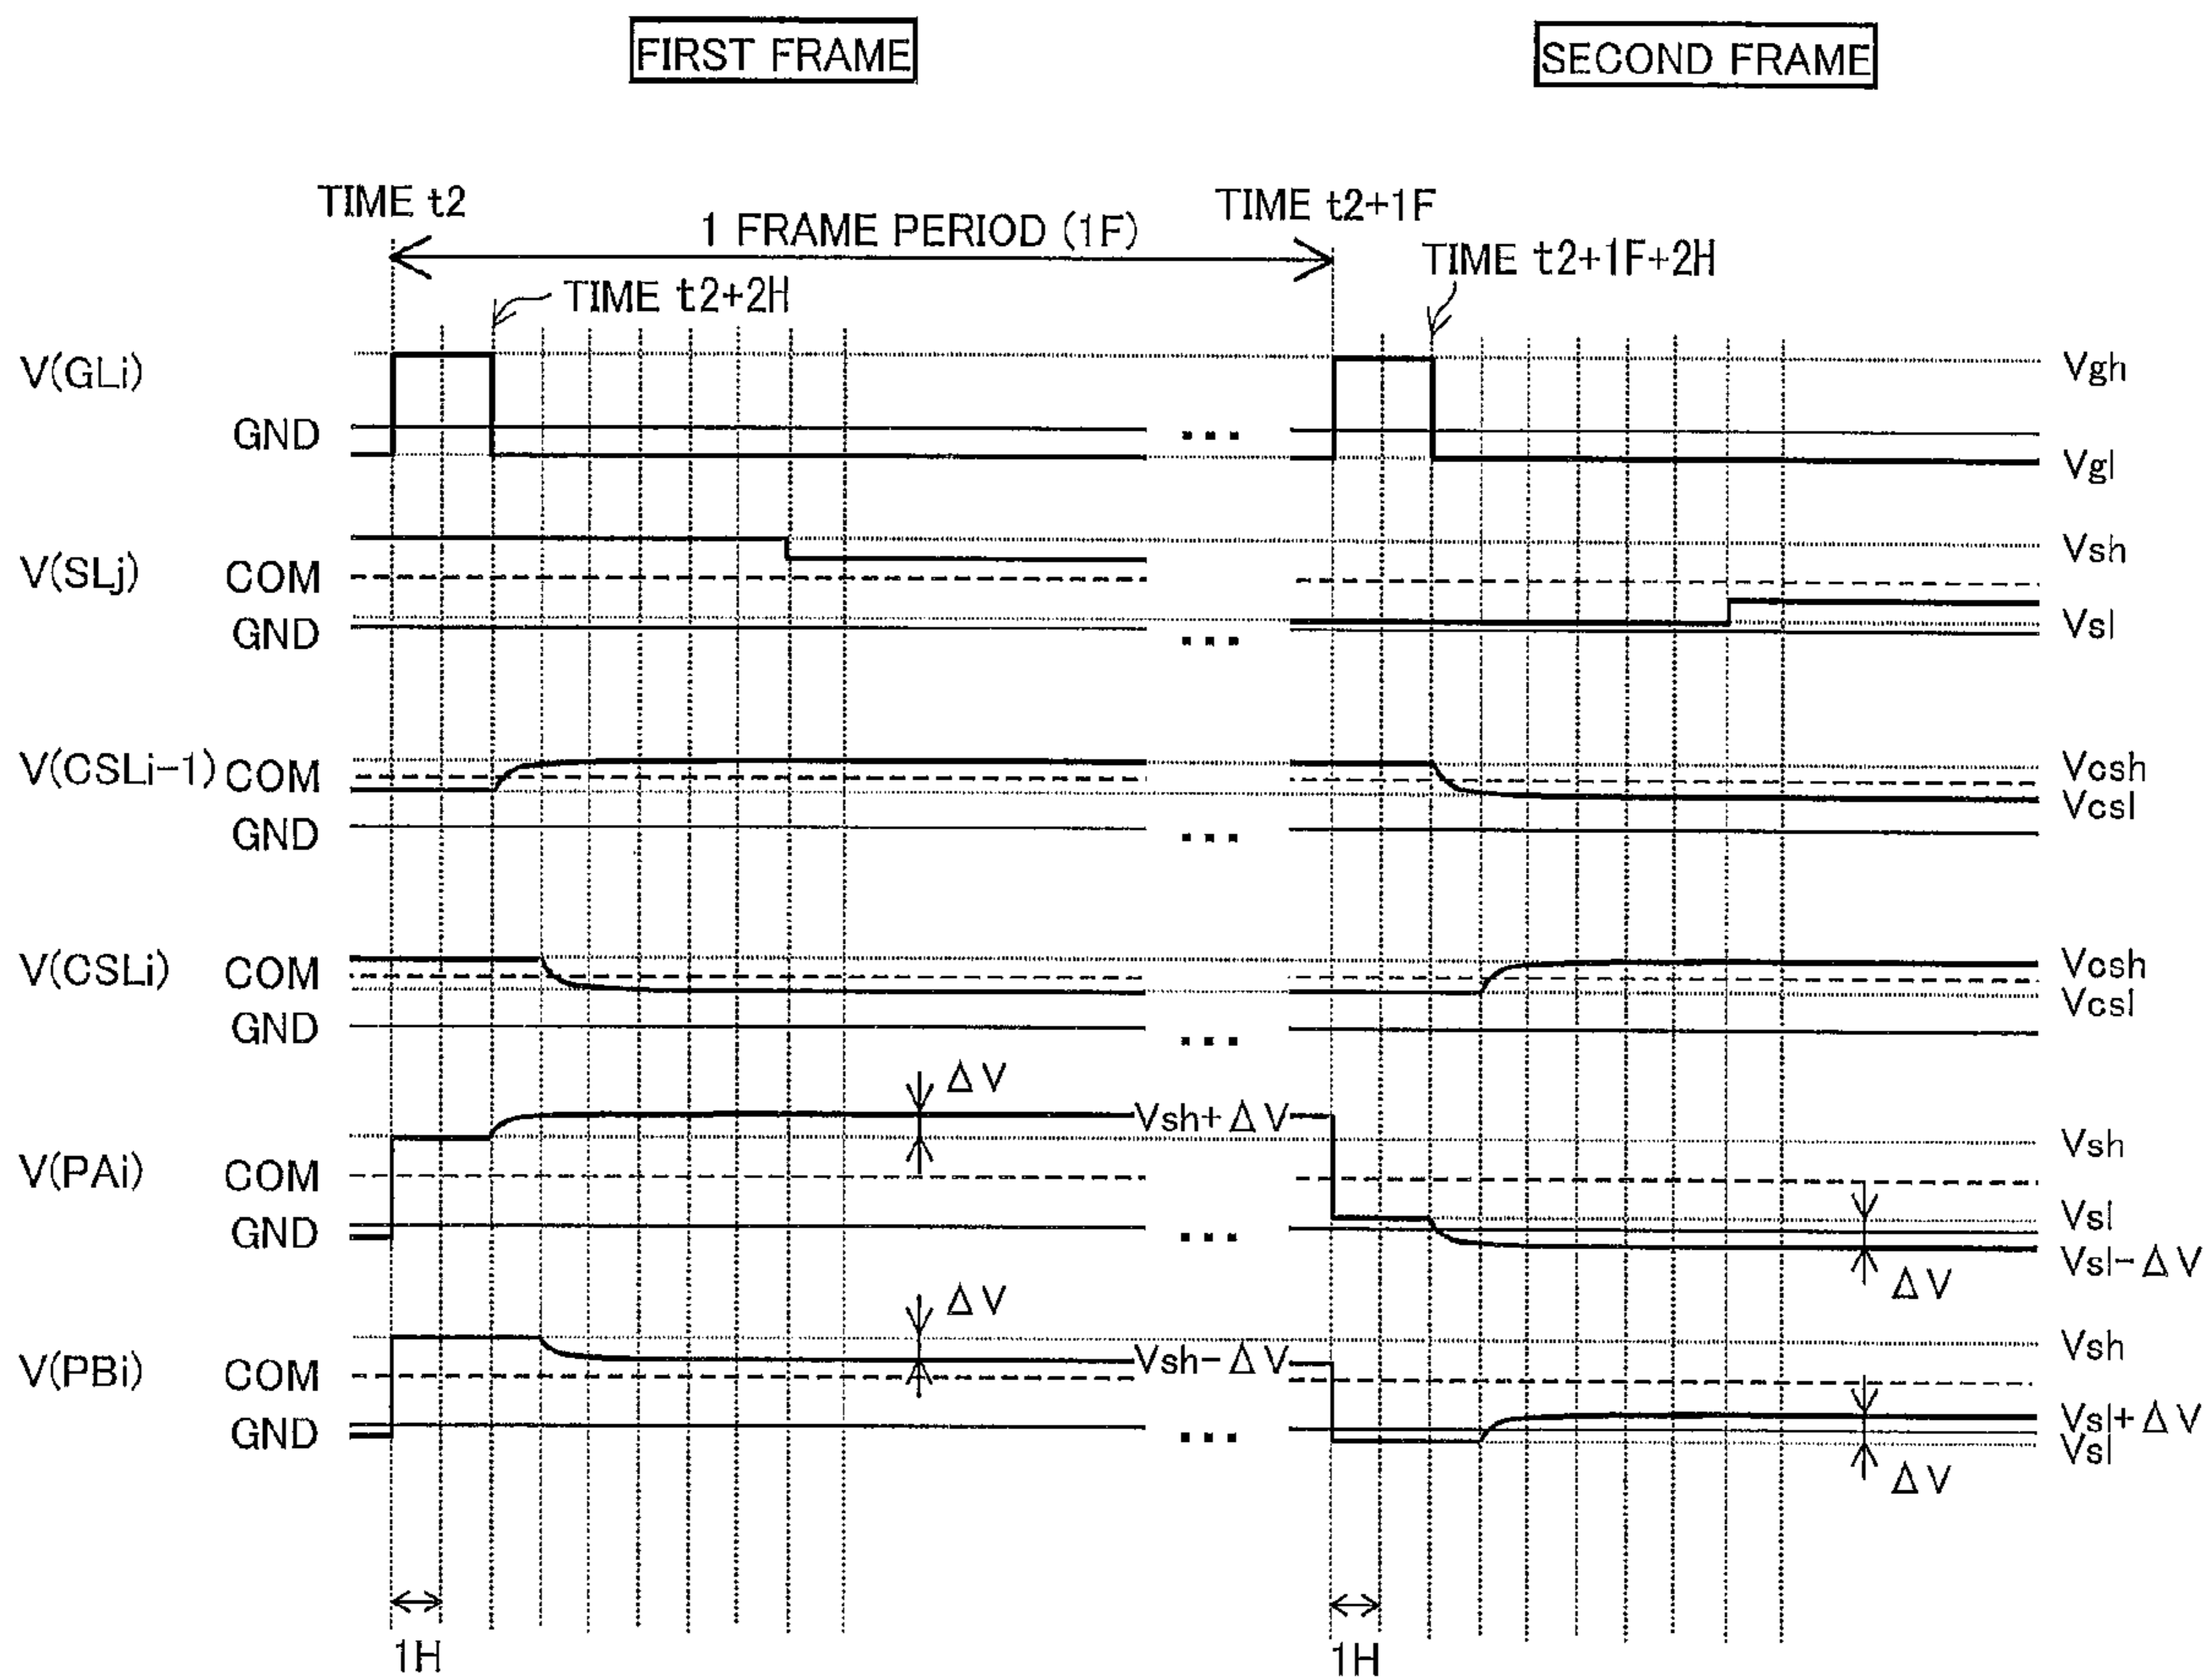 FIRST FRAME
SECOND FRAME
TIME t2
TIME t2+1F
1 FRAME PERIOD (1F)
TIME t2+1F+2H
TIME t2+2H
V(GLi)
GND
...
Vgh
Vgl
V(SLj)
COM
GND
...
Vsh
Vsl
V(CSLi-1)
COM
GND
...
Vcsh
Vcsl
V(CSLi)
COM
GND
...
Vcsh
Vcsl
V(PAi)
COM
GND
ΔV
Vsh+ΔV
...
Vsh
Vsl
Vsl-ΔV
ΔV
V(PBi)
COM
GND
ΔV
Vsh-ΔV
...
Vsh
Vsl+ΔV
Vsl
ΔV
1H
1H